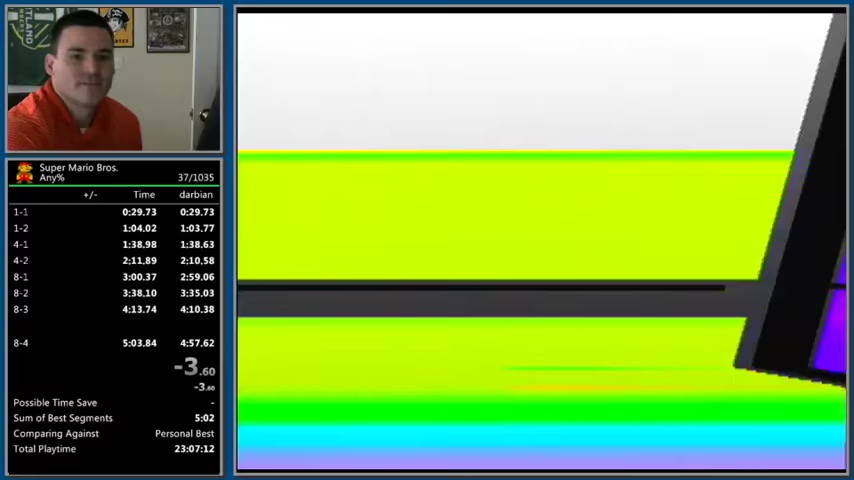 PORTLAND
Super Mario Bros.
Any% 37/1035
+/- Time darbian
1-1 0:29.73 0:29.73
1-2 1:04.02 1:03.77
4-1 1:38.98 1:38.63
4-2 2:11.89 2:10.58
8-1 3:00.37 2:59.06
8-2 3:38.10 3:35.03
8-3 4:13.74 4:10.38
8-4 5:03.84 4:57.62
-3.60
-3.60
Possible Time Save -
Sum of Best Segments 5:02
Comparing Against Personal Best
Total Playtime 23:07:12